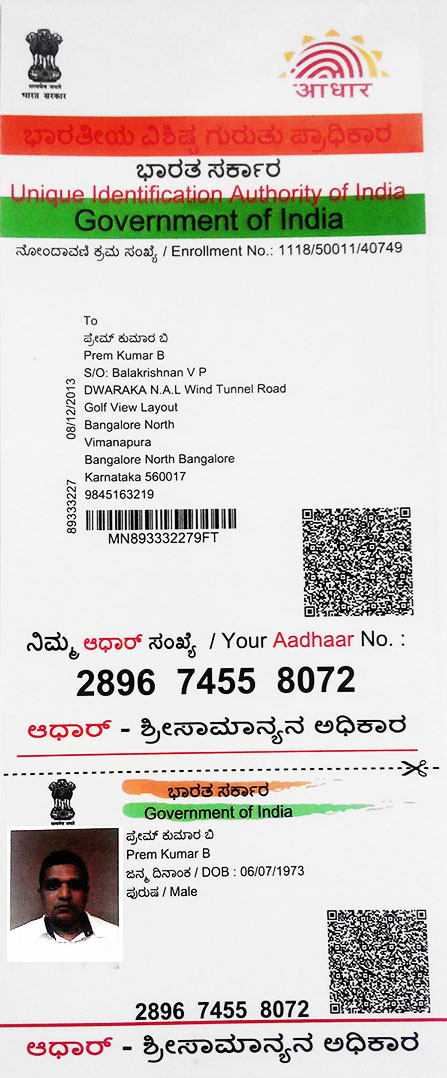 सत्यमेव जयते
भारत सरकार
आधार
ಭಾರತೀಯ ವಿಶಿಷ್ಟ ಗುರುತು ಪ್ರಾಧಿಕಾರ
ಭಾರತ ಸರ್ಕಾರ
Unique Identification Authority of India
Government of India
ನೋಂದಾವಣಿ ಕ್ರಮ ಸಂಖ್ಯೆ / Enrollment No.: 1118/50011/40749
To
ಪ್ರೇಮ್ ಕುಮಾರ ಬಿ
Prem Kumar B
S/O: Balakrishnan V P
DWARAKA N.A.L Wind Tunnel Road
Golf View Layout
Bangalore North
Vimanapura
Bangalore North Bangalore
Karnataka 560017
9845163219
08/12/2013
89333227
MN893332279FT
ನಿಮ್ಮ ಆಧಾರ್ ಸಂಖ್ಯೆ / Your Aadhaar No. :
2896 7455 8072
ಆಧಾರ್ - ಶ್ರೀಸಾಮಾನ್ಯನ ಅಧಿಕಾರ
ಭಾರತ ಸರ್ಕಾರ
Government of India
ಪ್ರೇಮ್ ಕುಮಾರ ಬಿ
Prem Kumar B
ಜನ್ಮ ದಿನಾಂಕ / DOB : 06/07/1973
ಪುರುಷ / Male
2896 7455 8072
ಆಧಾರ್ - ಶ್ರೀಸಾಮಾನ್ಯನ ಅಧಿಕಾರ